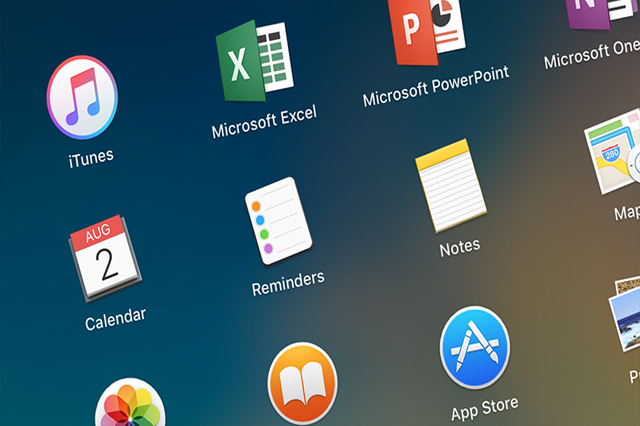 X
P
N
iTunes
Microsoft Excel
Microsoft PowerPoint
Microsoft One
280
AUG
2
Calendar
Reminders
Notes
Map
App Store
P